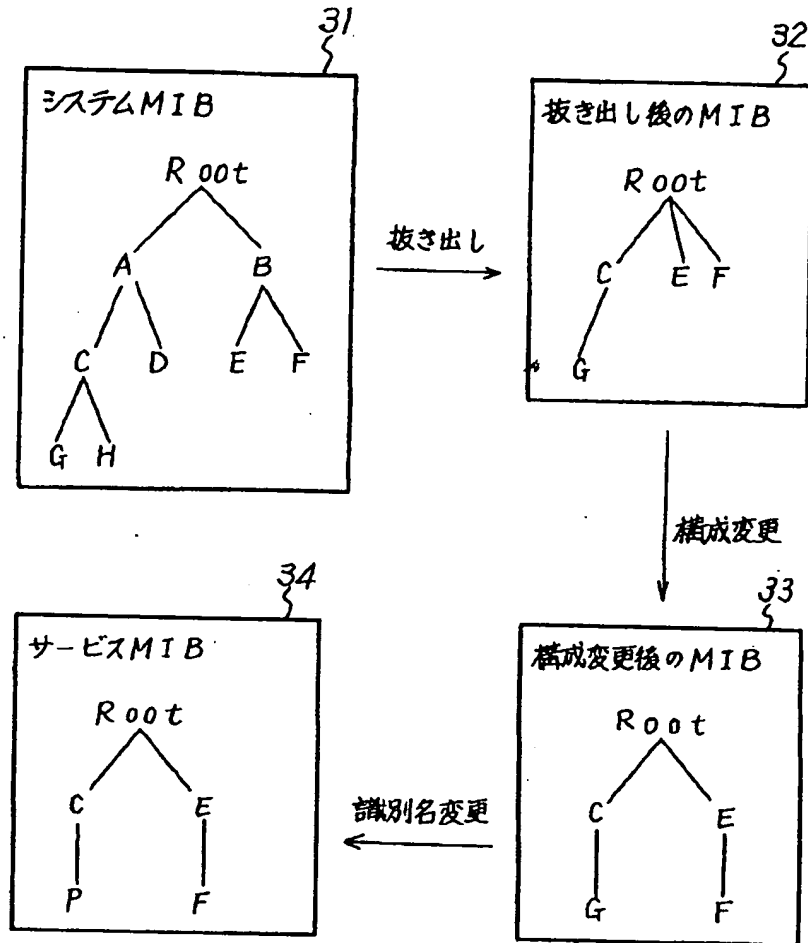 31
システムMIB
Root
A B
C D E F
G H
抜き出し
32
抜き出し後のMIB
Root
C E F
G
構成変更
33
構成変更後のMIB
Root
C E
G F
識別名変更
34
サービスMIB
Root
C E
P F